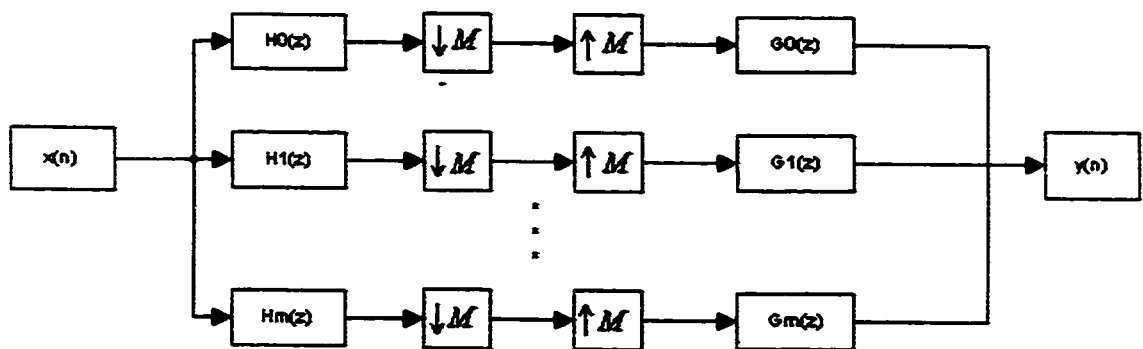 H0(z) ↓M ↑M G0(z)
x(n) H1(z) ↓M ↑M G1(z) y(n)
Hm(z) ↓M ↑M Gm(z)